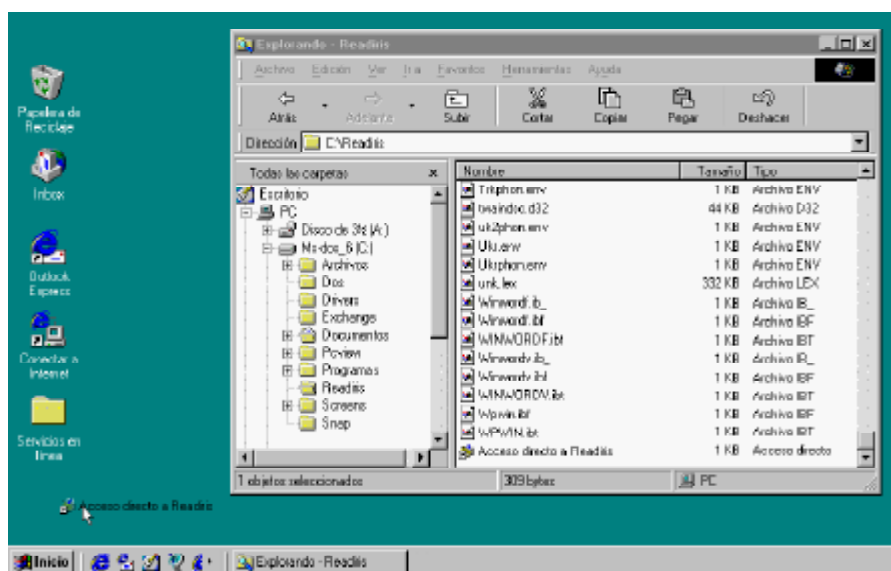 Explorando - Readiris
Archivo Edición Ver Ir a Favoritos Herramientas Ayuda
Atrás Adelante Subir Cortar Copiar Pegar Deshacer
Dirección C:\Readiris
Todas las carpetas x
Escritorio
PC
Disco de 3½ (A:)
Ms-dos_6 (C:)
Archivos
Dos
Drivers
Exchange
Documentos
Pcview
Programas
Readiris
Screens
Snap
Nombre Tamaño Tipo
1 KB Archivo ENV
twaindoc.d32 44 KB Archivo D32
uk2phon.env 1 KB Archivo ENV
Ukr.env 1 KB Archivo ENV
Ukrphon.env 1 KB Archivo ENV
unk.lex 332 KB Archivo LEX
Winwordf.ib_ 1 KB Archivo IB_
Winwordf.ibf 1 KB Archivo IBF
WINWORDF.ibt 1 KB Archivo IBT
Winwordv.ib_ 1 KB Archivo IB_
Winwordv.ibf 1 KB Archivo IBF
WINWORDV.ibt 1 KB Archivo IBT
Wpwin.ibf 1 KB Archivo IBF
WPWIN.ibt 1 KB Archivo IBT
Acceso directo a Readiris 1 KB Acceso directo
1 objetos seleccionados 309 bytes PC
Papelera de
Reciclaje
Inbox
Outlook
Express
Conectar a
Internet
Servicios en
línea
Acceso directo a Readiris
Inicio Explorando - Readiris